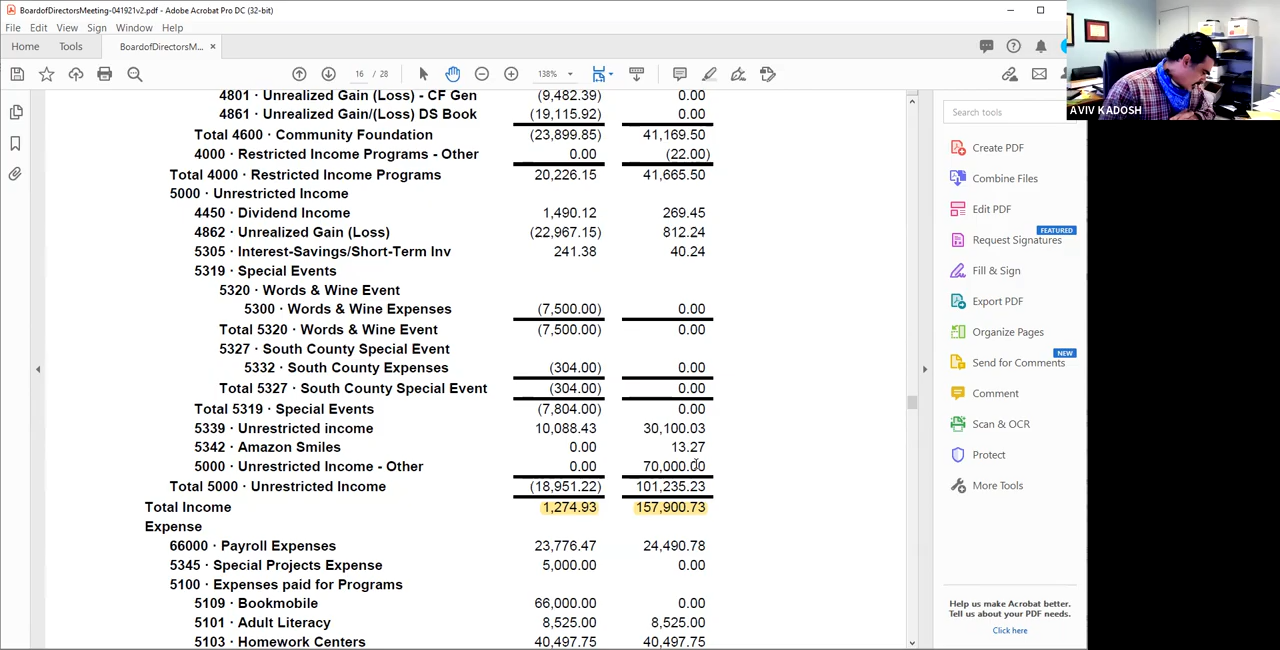 BoardofDirectorsMeeting-041921v2.pdf - Adobe Acrobat Pro DC (32-bit)
File Edit View Sign Window Help
Home Tools BoardofDirectorsM... ×
16 / 28 138%
4801 · Unrealized Gain (Loss) - CF Gen (9,482.39) 0.00
4861 · Unrealized Gain/(Loss) DS Book (19,115.92) 0.00
Total 4600 · Community Foundation (23,899.85) 41,169.50
4000 · Restricted Income Programs - Other 0.00 (22.00)
Total 4000 · Restricted Income Programs 20,226.15 41,665.50
5000 · Unrestricted Income
4450 · Dividend Income 1,490.12 269.45
4862 · Unrealized Gain (Loss) (22,967.15) 812.24
5305 · Interest-Savings/Short-Term Inv 241.38 40.24
5319 · Special Events
5320 · Words & Wine Event
5300 · Words & Wine Expenses (7,500.00) 0.00
Total 5320 · Words & Wine Event (7,500.00) 0.00
5327 · South County Special Event
5332 · South County Expenses (304.00) 0.00
Total 5327 · South County Special Event (304.00) 0.00
Total 5319 · Special Events (7,804.00) 0.00
5339 · Unrestricted income 10,088.43 30,100.03
5342 · Amazon Smiles 0.00 13.27
5000 · Unrestricted Income - Other 0.00 70,000.00
Total 5000 · Unrestricted Income (18,951.22) 101,235.23
Total Income 1,274.93 157,900.73
Expense
66000 · Payroll Expenses 23,776.47 24,490.78
5345 · Special Projects Expense 5,000.00 0.00
5100 · Expenses paid for Programs
5109 · Bookmobile 66,000.00 0.00
5101 · Adult Literacy 8,525.00 8,525.00
5103 · Homework Centers 40,497.75 40,497.75
AVIV KADOSH
Search tools
Create PDF
Combine Files
Edit PDF
FEATURED
Request Signatures
Fill & Sign
Export PDF
Organize Pages
NEW
Send for Comments
Comment
Scan & OCR
Protect
More Tools
Help us make Acrobat better.
Tell us about your PDF needs.
Click here